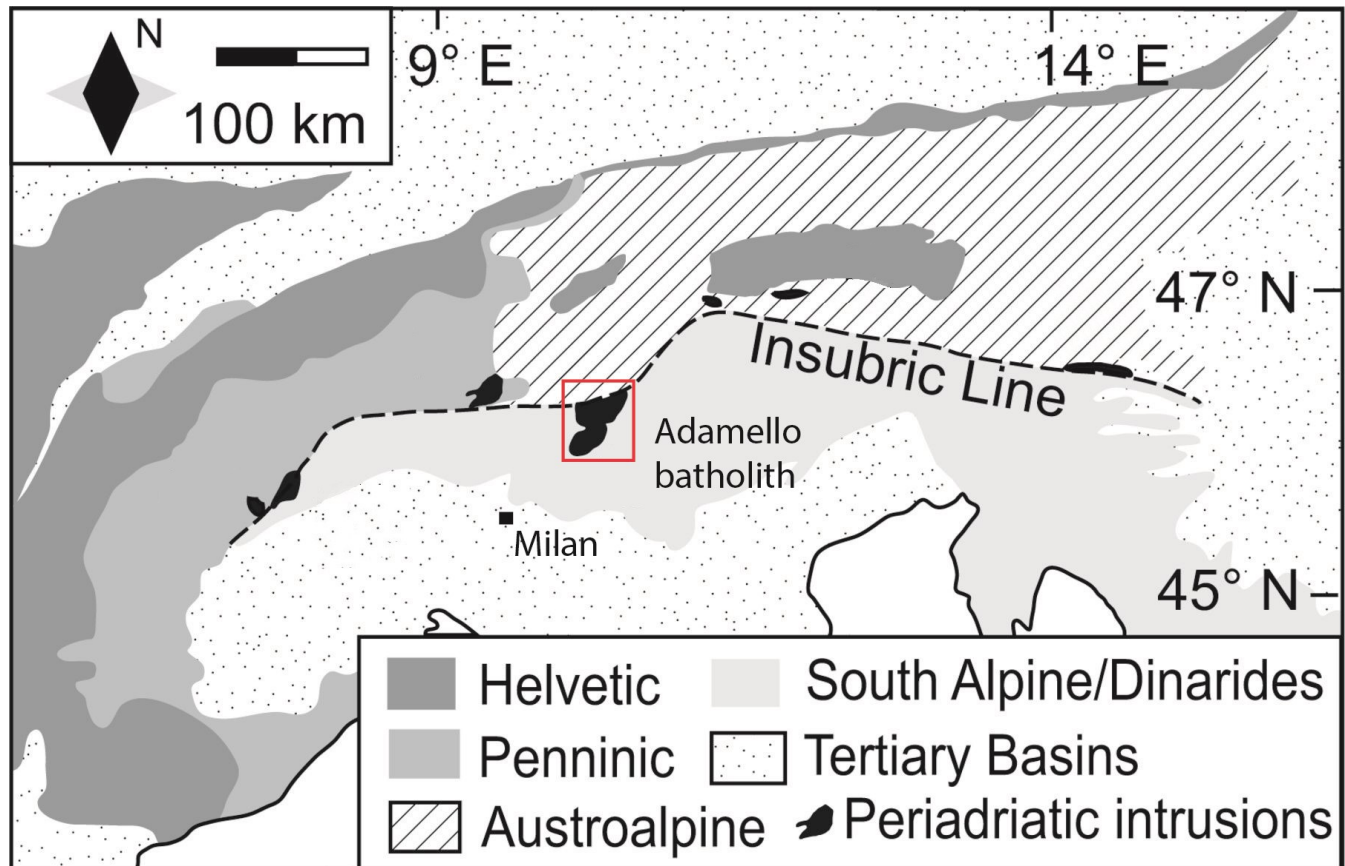 N
100 km
9° E
14° E
47° N
Insubric Line
Adamello
batholith
Milan
45° N
Helvetic
South Alpine/Dinarides
Penninic
Tertiary Basins
Austroalpine
Periadriatic intrusions